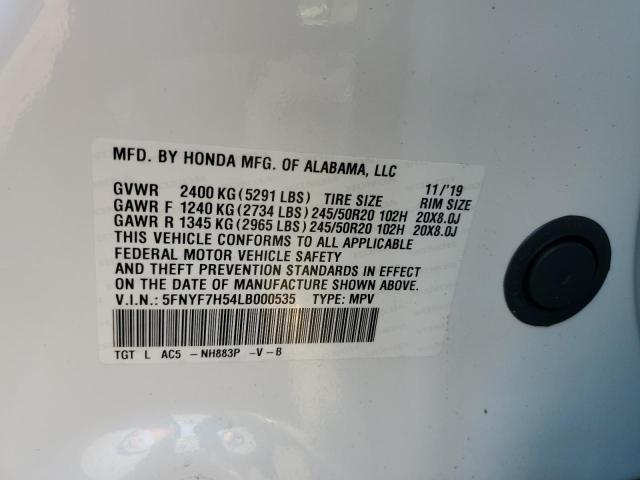 MFD. BY HONDA MFG. OF ALABAMA, LLC
GVWR 2400 KG (5291 LBS) TIRE SIZE 11/'19 RIM SIZE
GAWR F 1240 KG (2734 LBS) 245/50R20 102H 20X8.0J
GAWR R 1345 KG (2965 LBS) 245/50R20 102H 20X8.0J
THIS VEHICLE CONFORMS TO ALL APPLICABLE
FEDERAL MOTOR VEHICLE SAFETY
AND THEFT PREVENTION STANDARDS IN EFFECT
ON THE DATE OF MANUFACTURE SHOWN ABOVE.
V.I.N.: 5FNYF7H54LB000535 TYPE: MPV
TGT L AC5 - NH883P -V-B